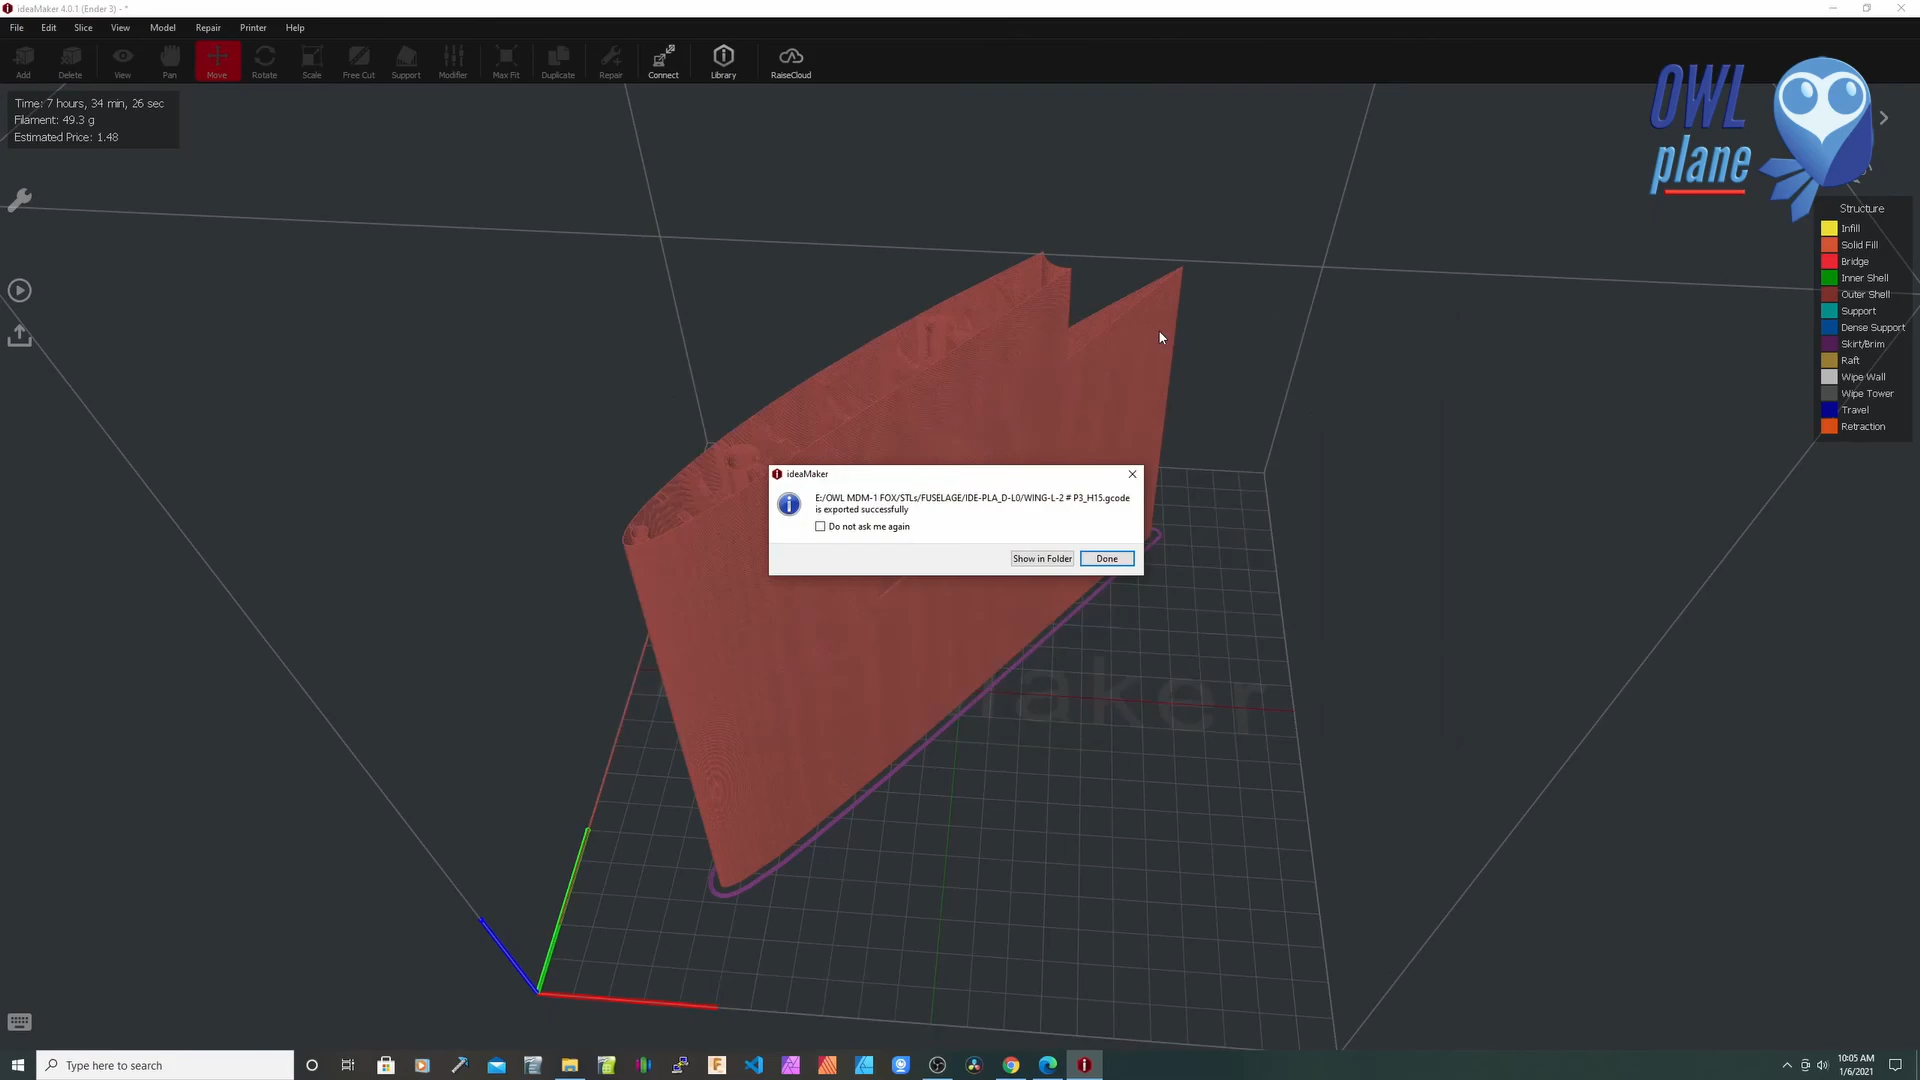 ideaMaker 4.0.1 (Ender 3) - *
File Edit Slice View Model Repair Printer Help
Add Delete View Pan Move Rotate Scale Free Cut Support Modifier Max Fit Duplicate Repair Connect Library RaiseCloud
Time: 7 hours, 34 min, 26 sec
Filament: 49.3 g
Estimated Price: 1.48
OWL
plane
Structure
Infill
Solid Fill
Bridge
Inner Shell
Outer Shell
Support
Dense Support
Skirt/Brim
Raft
Wipe Wall
Wipe Tower
Travel
Retraction
ideaMaker
E:/OWL MDM-1 FOX/STLs/FUSELAGE/IDE-PLA_D-L0/WING-L-2 # P3_H15.gcode
is exported successfully
Do not ask me again
Show in Folder Done
maker
Type here to search
10:05 AM
1/6/2021